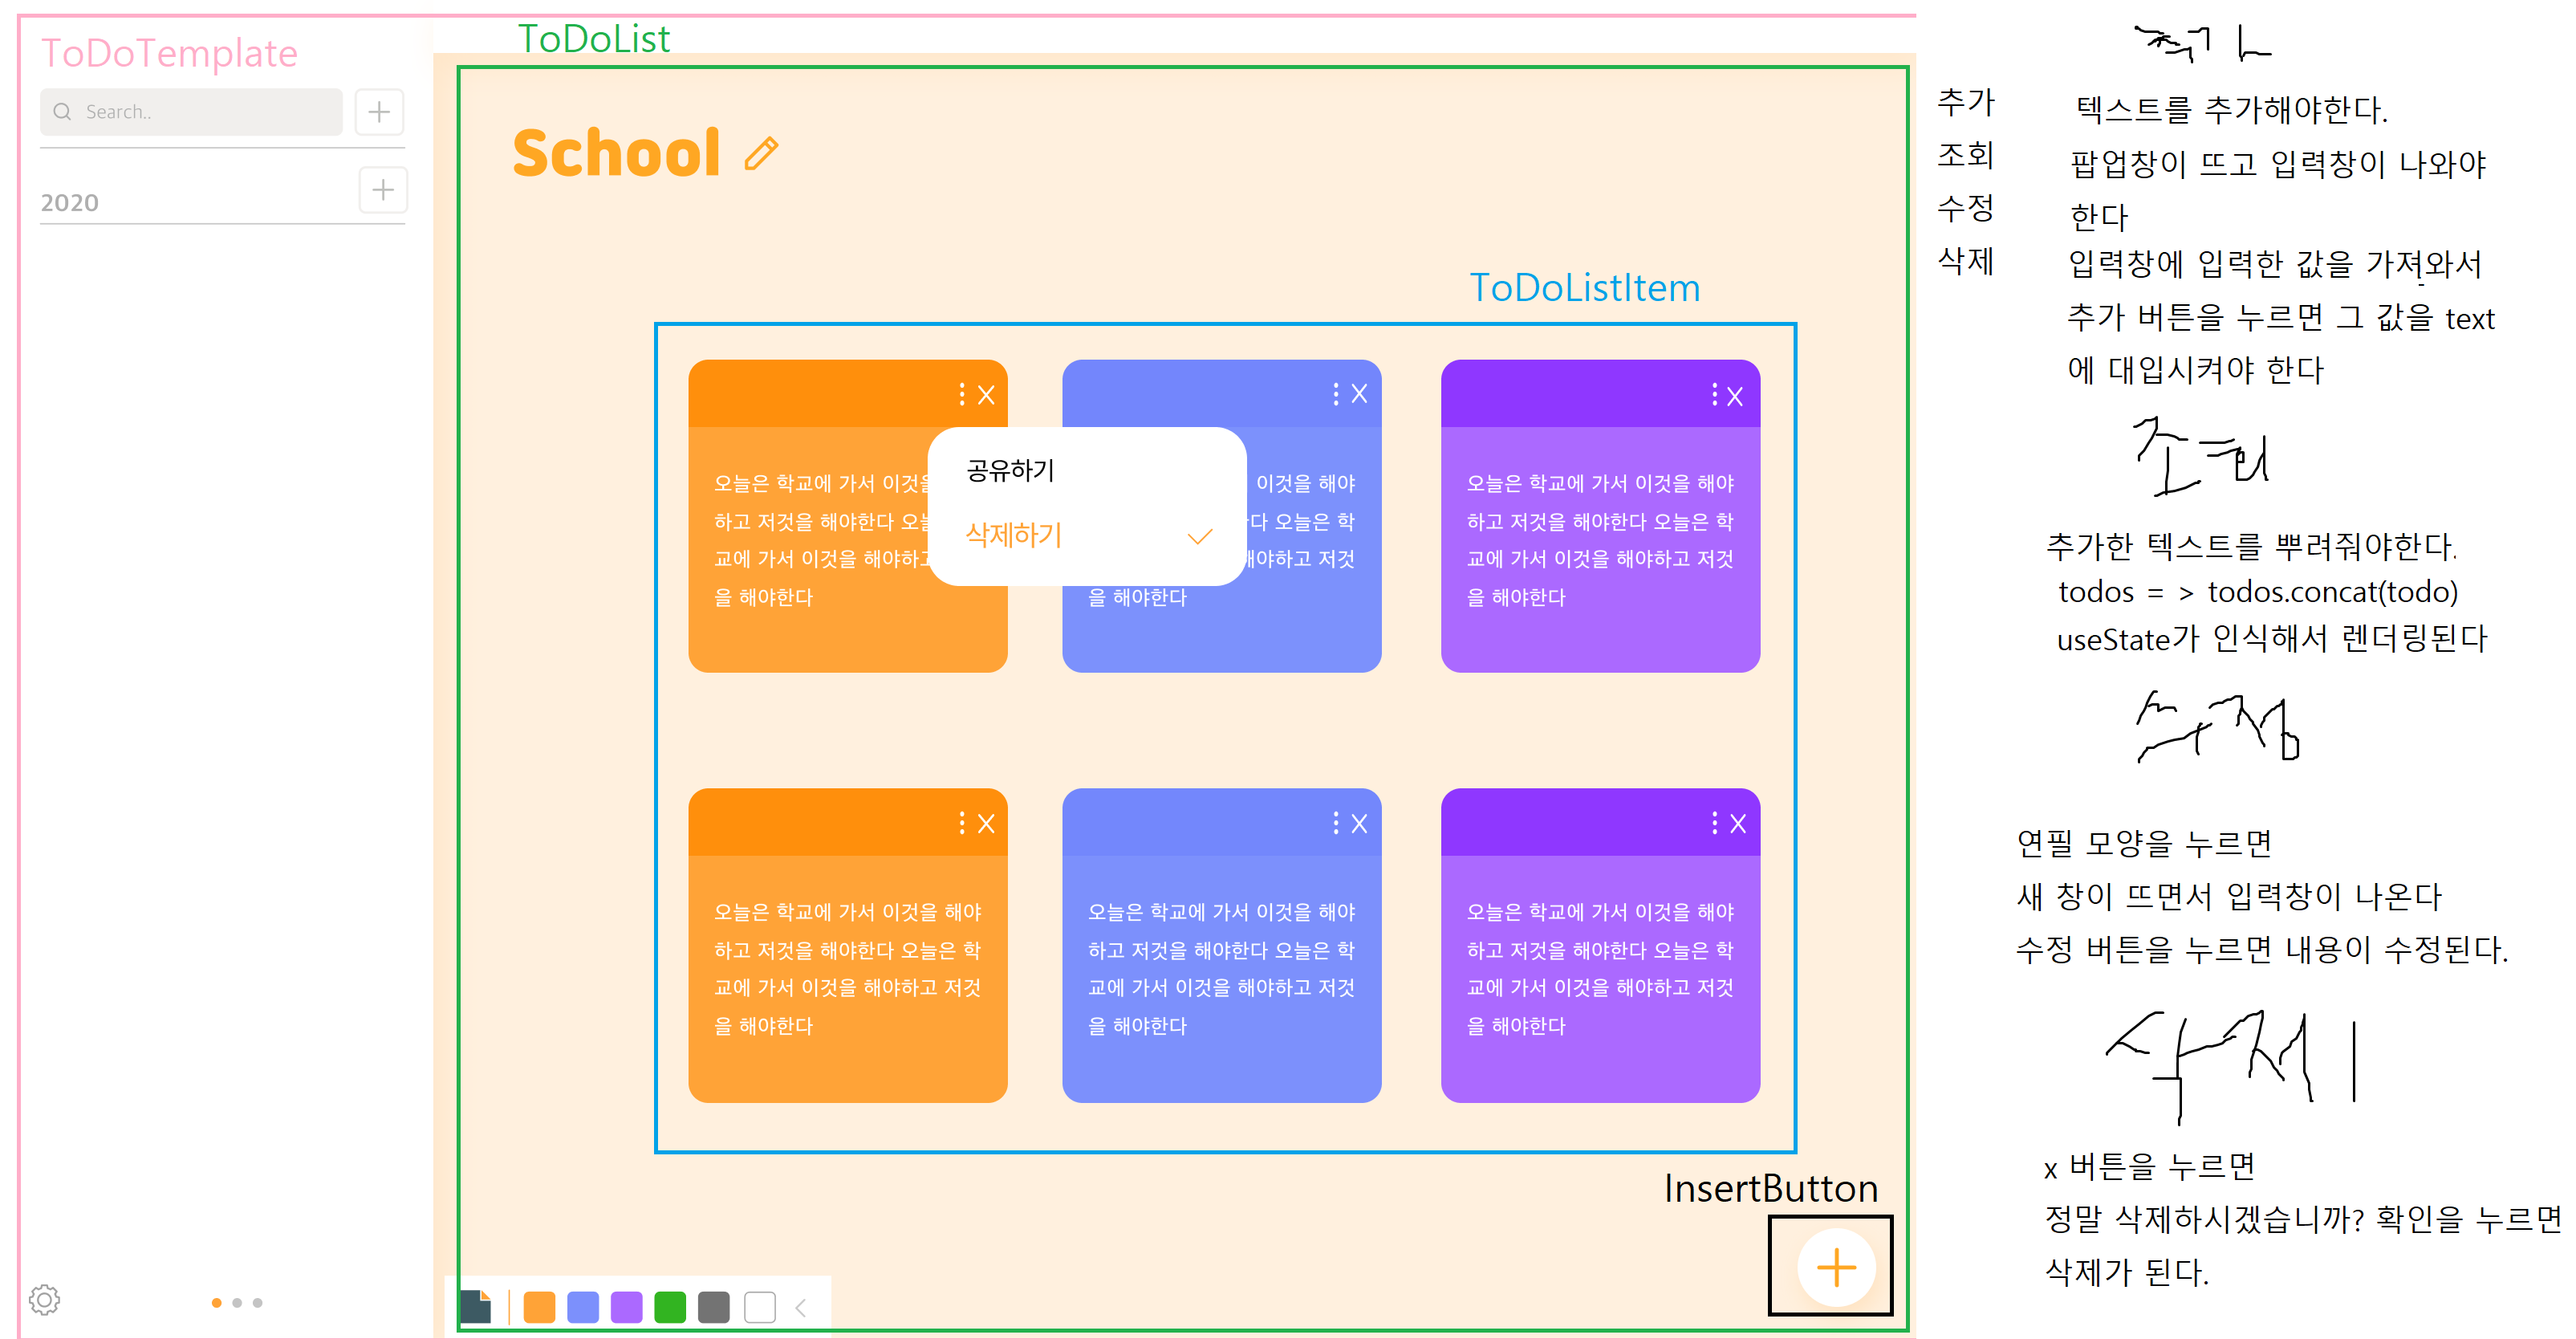 ToDoTemplate
Search..
2020
ToDoList
School
ToDoListItem
오늘은 학교에 가서 이것을
하고 저것을 해야한다 오늘
교에 가서 이것을 해야하고
을 해야한다
공유하기
삭제하기
이것을 해야
다 오늘은 학
해야하고 저것
을 해야한다
오늘은 학교에 가서 이것을 해야
하고 저것을 해야한다 오늘은 학
교에 가서 이것을 해야하고 저것
을 해야한다
오늘은 학교에 가서 이것을 해야
하고 저것을 해야한다 오늘은 학
교에 가서 이것을 해야하고 저것
을 해야한다
오늘은 학교에 가서 이것을 해야
하고 저것을 해야한다 오늘은 학
교에 가서 이것을 해야하고 저것
을 해야한다
오늘은 학교에 가서 이것을 해야
하고 저것을 해야한다 오늘은 학
교에 가서 이것을 해야하고 저것
을 해야한다
InsertButton
추가
조회
수정
삭제
텍스트를 추가해야한다.
팝업창이 뜨고 입력창이 나와야
한다
입력창에 입력한 값을 가져와서
추가 버튼을 누르면 그 값을 text
에 대입시켜야 한다
조회
추가한 텍스트를 뿌려줘야한다.
todos = > todos.concat(todo)
useState가 인식해서 렌더링된다
수정
연필 모양을 누르면
새 창이 뜨면서 입력창이 나온다
수정 버튼을 누르면 내용이 수정된다.
삭제
x 버튼을 누르면
정말 삭제하시겠습니까? 확인을 누르면
삭제가 된다.